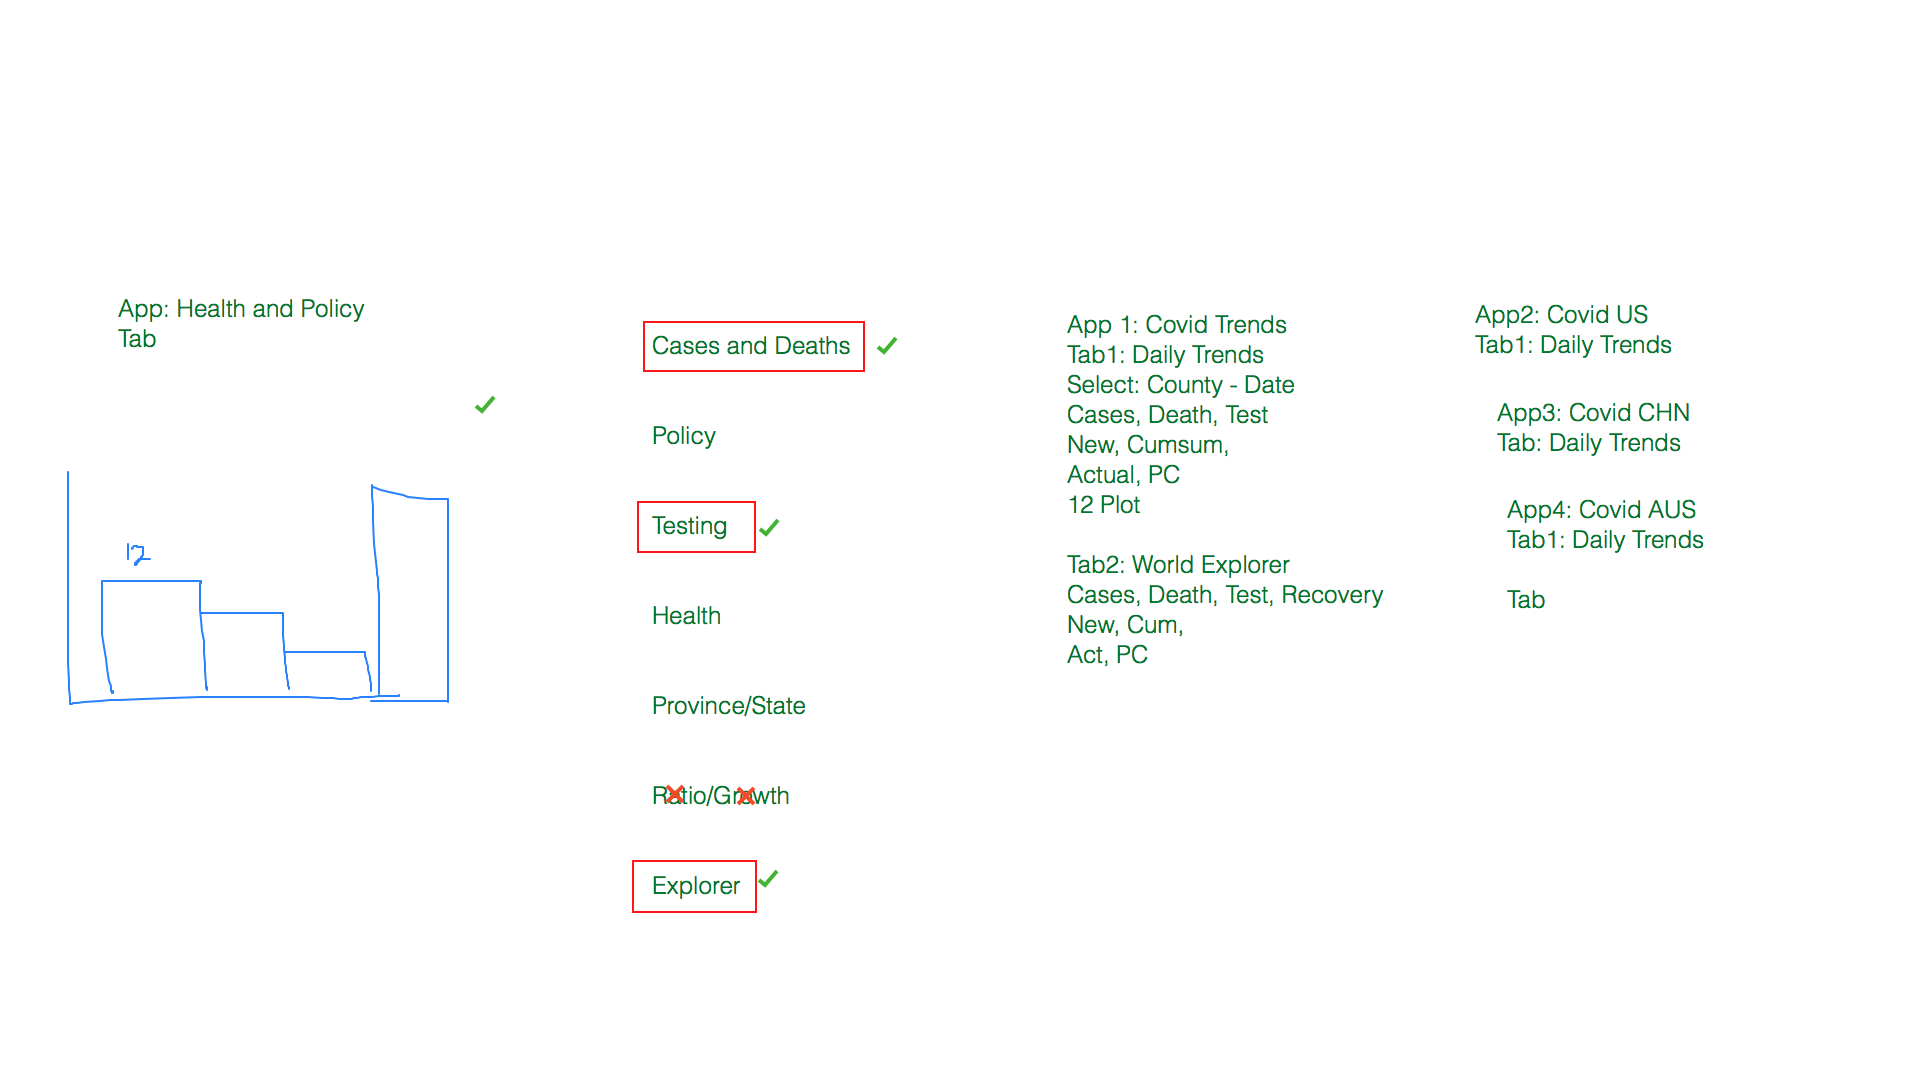 App: Health and Policy
Tab
12
Cases and Deaths
Policy
Testing
Health
Province/State
Ratio/Growth
Explorer
App 1: Covid Trends
Tab1: Daily Trends
Select: County - Date
Cases, Death, Test
New, Cumsum,
Actual, PC
12 Plot
Tab2: World Explorer
Cases, Death, Test, Recovery
New, Cum,
Act, PC
App2: Covid US
Tab1: Daily Trends
App3: Covid CHN
Tab: Daily Trends
App4: Covid AUS
Tab1: Daily Trends
Tab